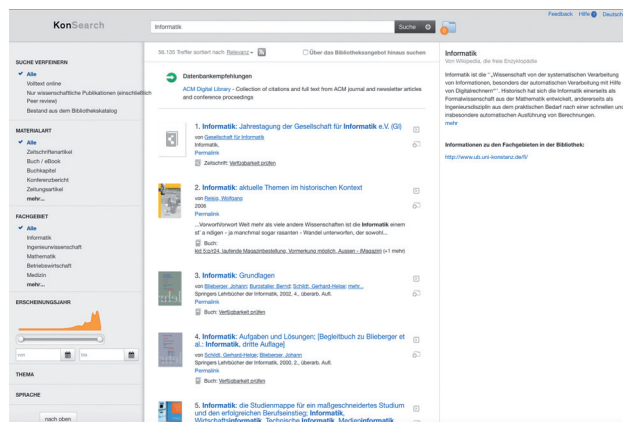 Feedback Hilfe Deutsch
KonSearch
Informatik
Suche
56.135 Treffer sortiert nach Relevanz
Über das Bibliotheksangebot hinaus suchen
SUCHE VERFEINERN
Alle
Volltext online
Nur wissenschaftliche Publikationen (einschließlich
Peer review)
Bestand aus dem Bibliothekskatalog
MATERIALART
Alle
Zeitschriftenartikel
Buch / eBook
Buchkapitel
Konferenzbericht
Zeitungsartikel
mehr...
FACHGEBIET
Alle
Informatik
Ingenieurwissenschaft
Mathematik
Betriebswirtschaft
Medizin
mehr...
ERSCHEINUNGSJAHR
von
bis
THEMA
SPRACHE
nach oben
Datenbankempfehlungen
ACM Digital Library - Collection of citations and full text from ACM journal and newsletter articles
and conference proceedings
1. Informatik: Jahrestagung der Gesellschaft für Informatik e.V. (GI)
von Gesellschaft für Informatik
Informatik,
Permalink
Zeitschrift: Verfügbarkeit prüfen
2. Informatik: aktuelle Themen im historischen Kontext
von Reisig, Wolfgang
2006
Permalink
...VorwortVorwort Weit mehr als viele andere Wissenschaften ist die Informatik einem
st¨a ndigen - ja manchmal sogar rasanten - Wandel unterworfen, der sowohl...
Buch:
laufende Magazinbestellung, Vormerkung möglich, Aussen - (Magazin) (+1 mehr)
3. Informatik: Grundlagen
von Blieberger, Johann; Burgstaller, Bernd; Schildt, Gerhard-Helge; mehr...
Springers Lehrbücher der Informatik, 2002, 4., überarb. Aufl.
Permalink
Buch: Verfügbarkeit prüfen
4. Informatik: Aufgaben und Lösungen; [Begleitbuch zu Blieberger et
al.: Informatik, dritte Auflage]
von Schildt, Gerhard-Helge; Blieberger, Johann
Springers Lehrbücher der Informatik, 2000, 2., überarb. Aufl.
Permalink
Buch: Verfügbarkeit prüfen
5. Informatik: die Studienmappe für ein maßgeschneidertes Studium
und den erfolgreichen Berufseinstieg; Informatik,
Wirtschaftsinformatik, Technische Informatik, Medieninformatik
Informatik
Von Wikipedia, die freie Enzyklopädie
Informatik ist die "„Wissenschaft von der systematischen Verarbeitung
von Informationen, besonders der automatischen Verarbeitung mit Hilfe
von Digitalrechnern“". Historisch hat sich die Informatik einerseits als
Formalwissenschaft aus der Mathematik entwickelt, andererseits als
Ingenieursdisziplin aus dem praktischen Bedarf nach einer schnellen und
insbesondere automatischen Ausführung von Berechnungen.
mehr
Informationen zu den Fachgebieten in der Bibliothek:
http://www.ub.uni-konstanz.de/fi/